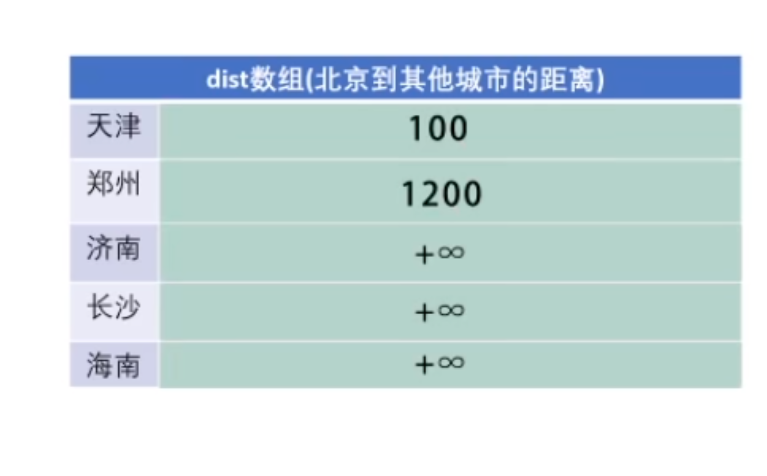 dist数组(北京到其他城市的距离)
天津 100
郑州 1200
济南 +∞
长沙 +∞
海南 +∞